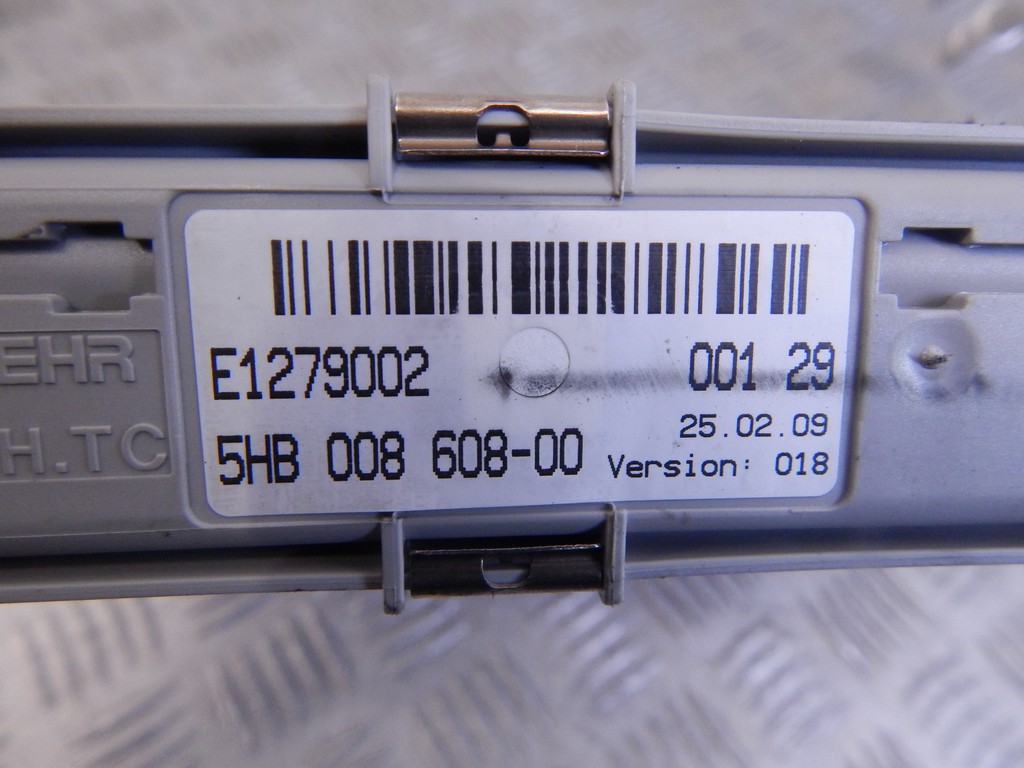 EHR
H.TC
E1279002 001 29
25.02.09
5HB 008 608-00 Version: 018